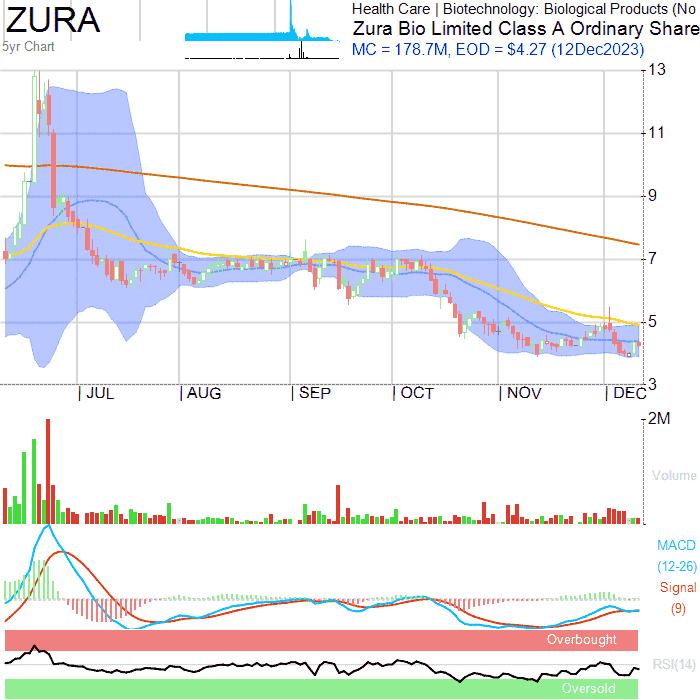 ZURA
5yr Chart
Health Care | Biotechnology: Biological Products (No
Zura Bio Limited Class A Ordinary Share
MC = 178.7M, EOD = $4.27 (12Dec2023)
13
11
9
7
5
3
JUL AUG SEP OCT NOV DEC
2M
Volume
MACD
(12-26)
Signal
(9)
Overbought
RSI(14)
Oversold